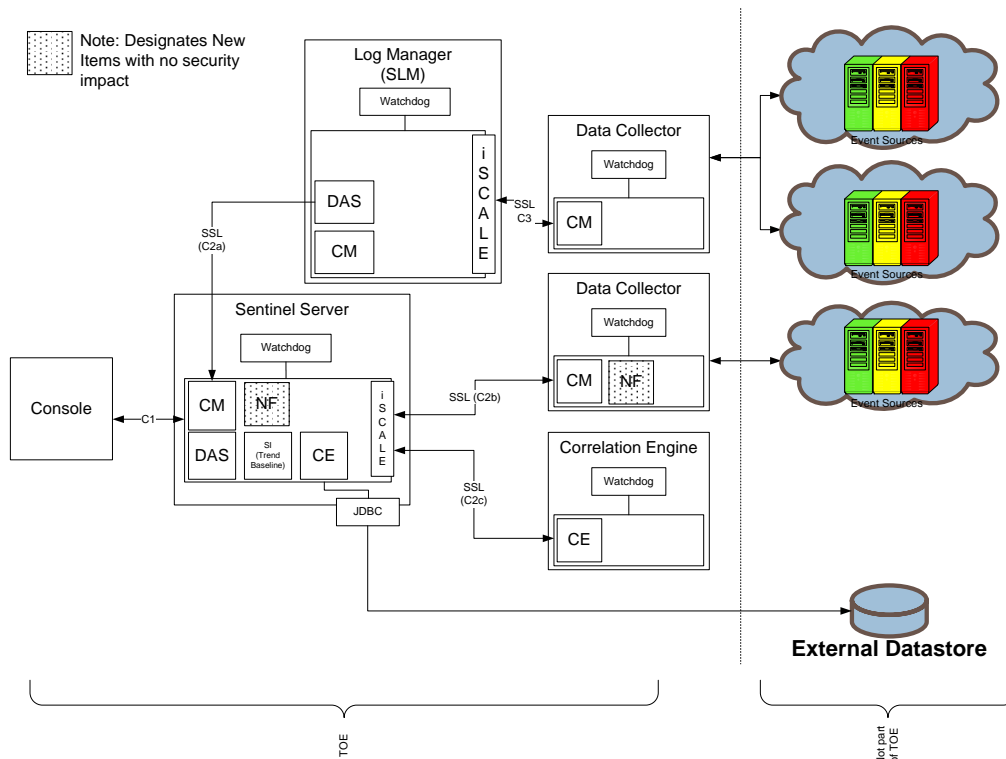 Note: Designates New
Items with no security
impact
Log Manager
(SLM)
Watchdog
DAS
CM
i
S
C
A
L
E
SSL
C3
Data Collector
Watchdog
CM
Event Sources
Event Sources
SSL
(C2a)
Sentinel Server
Watchdog
CM
NF
DAS
SI
(Trend
Baseline)
CE
i
S
C
A
L
E
JDBC
Console
C1
SSL (C2b)
Data Collector
Watchdog
CM
NF
Event Sources
SSL
(C2c)
Correlation Engine
Watchdog
CE
External Datastore
TOE
lot part
of TOE